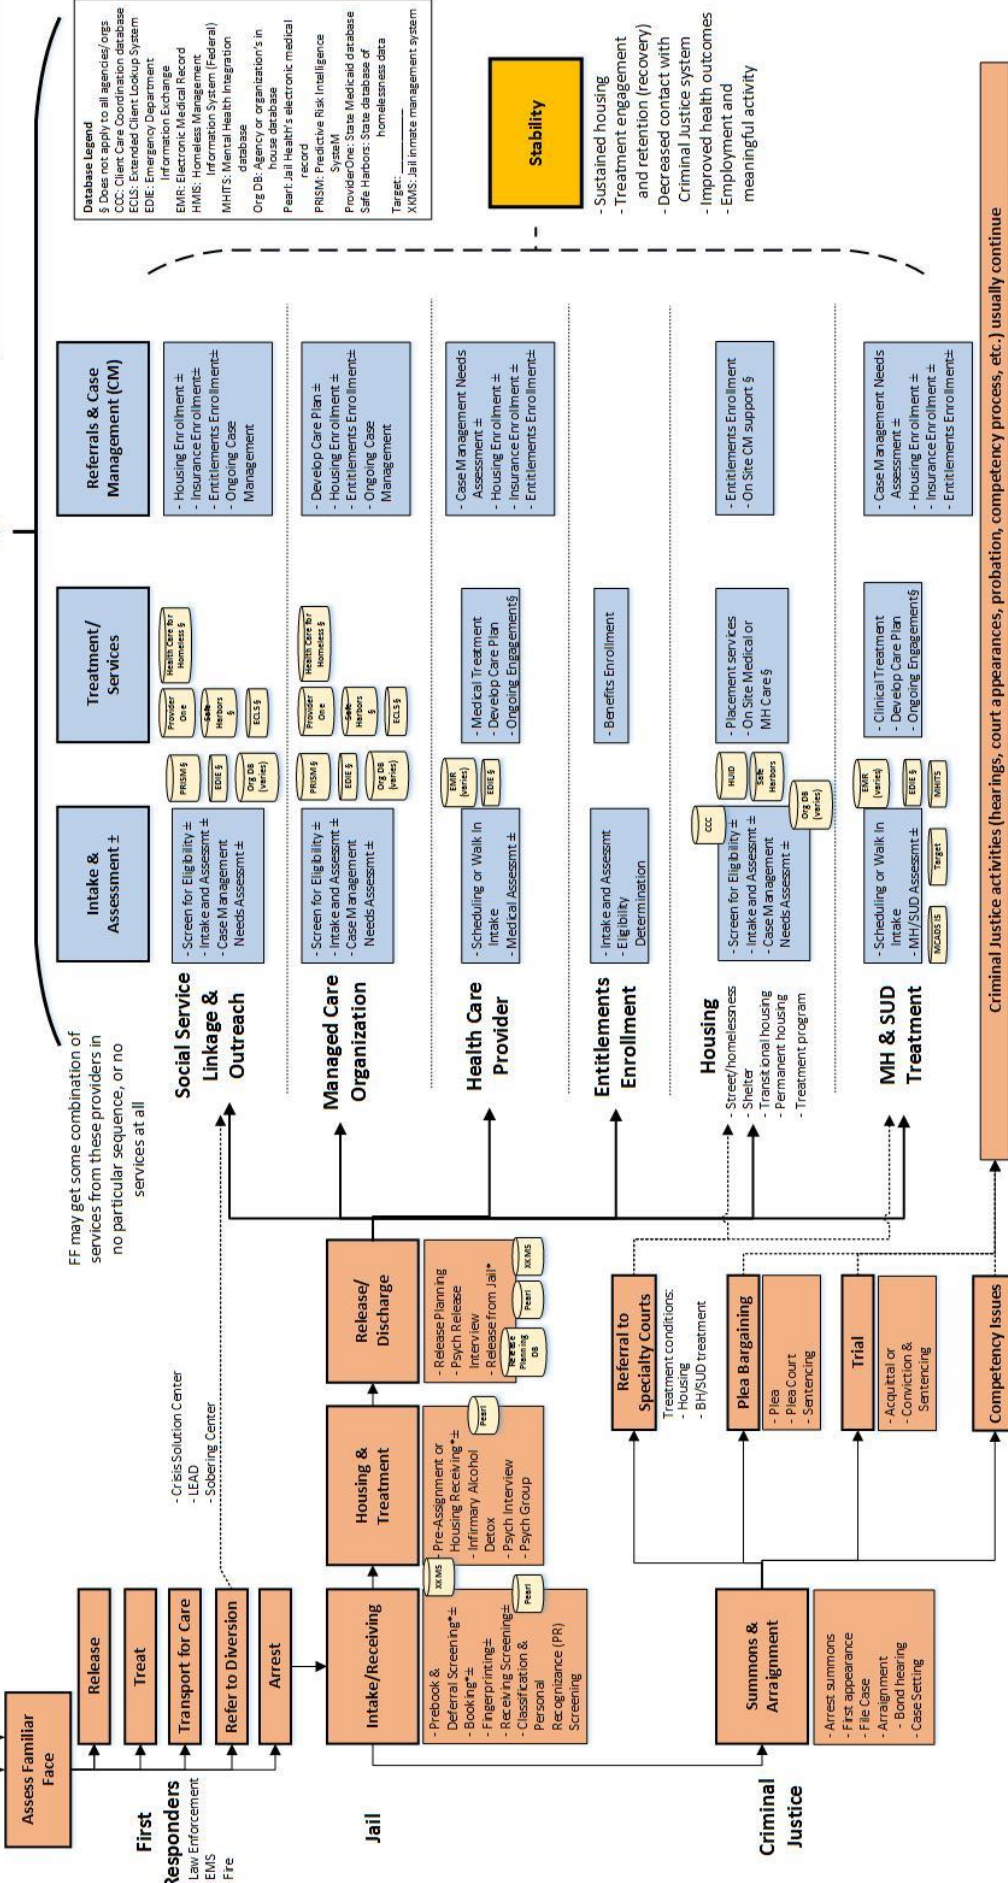 Assess Familiar
Face
First
Responders
Law Enforcement
EMS
Fire
Release
Treat
Transport for Care
Refer to Diversion
Arrest
- Crisis Solution Center
- LEAD
- Sobering Center
FF may get some combination of
services from these providers in
no particular sequence, or no
services at all
Jail
Intake/Receiving
- Prebook &
Deferral Screening*±
- Booking*±
- Fingerprinting±
- Receiving Screening±
- Classification &
Personal
Recognizance (PR)
Screening
XKMS
Pearl
Housing &
Treatment
- Pre-Assignment or
Housing Receiving*±
- Infirmary Alcohol
Detox
- Psych Interview
- Psych Group
Pearl
Release/
Discharge
- Release Planning
- Psych Release
Interview
- Release from Jail*
Release
Planning
DB
Pearl
XKMS
Criminal
Justice
Summons &
Arraignment
- Arrest summons
- First appearance
- File Case
- Arraignment
- Bond hearing
- Case Setting
Referral to
Specialty Courts
Treatment conditions:
- Housing
- BH/SUD treatment
Plea Bargaining
- Plea
- Plea Court
- Sentencing
Trial
- Acquittal or
- Conviction &
Sentencing
Competency Issues
Criminal Justice activities (hearings, court appearances, probation, competency process, etc.) usually continue
Intake &
Assessment ±
Treatment/
Services
Referrals & Case
Management (CM)
Social Service
Linkage &
Outreach
- Screen for Eligibility ±
- Intake and Assessmt ±
- Case Management
Needs Assessmt ±
PRISM §
EDIE §
Org DB
(varies)
Provider
One
Safe
Harbors
§
ECLS §
Health Care for
Homeless §
- Housing Enrollment ±
- Insurance Enrollment±
- Entitlements Enrollment±
- Ongoing Case
Management
Managed Care
Organization
- Screen for Eligibility ±
- Intake and Assessmt ±
- Case Management
Needs Assessmt ±
PRISM §
EDIE §
Org DB
(varies)
Provider
One
Safe
Harbors
§
ECLS §
Health Care for
Homeless §
- Develop Care Plan ±
- Housing Enrollment ±
- Entitlements Enrollment±
- Ongoing Case
Management
Health Care
Provider
- Scheduling or Walk In
Intake
- Medical Assessmt ±
EMR
(varies)
EDIE §
- Medical Treatment
- Develop Care Plan
- Ongoing Engagement§
- Case Management Needs
Assessment ±
- Housing Enrollment ±
- Insurance Enrollment ±
- Entitlements Enrollment±
Entitlements
Enrollment
- Intake and Assessmt
- Eligibility
Determination
- Benefits Enrollment
Housing
- Street/homelessness
- Shelter
- Transitional housing
- Permanent housing
- Treatment program
- Screen for Eligibility ±
- Intake and Assessmt ±
- Case Management
Needs Assessmt ±
CCC
HUID
Safe
Harbors
Org DB
(varies)
- Placement services
- On Site Medical or
MH Care §
- Entitlements Enrollment
- On Site CM support §
MH & SUD
Treatment
- Scheduling or Walk In
Intake
- MH/SUD Assessmt ±
MCADS IS
Target
MHITS
EMR
(varies)
EDIE §
- Clinical Treatment
- Develop Care Plan
- Ongoing Engagement§
- Case Management Needs
Assessment ±
- Housing Enrollment ±
- Insurance Enrollment ±
- Entitlements Enrollment±
Database Legend
§ Does not apply to all agencies/orgs
CCC: Client Care Coordination database
ECLS: Extended Client Lookup System
EDIE: Emergency Department
Information Exchange
EMR: Electronic Medical Record
HMIS: Homeless Management
Information System (Federal)
MHITS: Mental Health Integration
database
Org DB: Agency or organization's in
house database
Pearl: Jail Health's electronic medical
record
PRISM: Predictive Risk Intelligence
SysteM
ProviderOne: State Medicaid database
Safe Harbors: State database of
homelessness data
Target: ________
XKMS: Jail inmate management system
Stability
- Sustained housing
- Treatment engagement
and retention (recovery)
- Decreased contact with
Criminal Justice system
- Improved health outcomes
- Employment and
meaningful activity